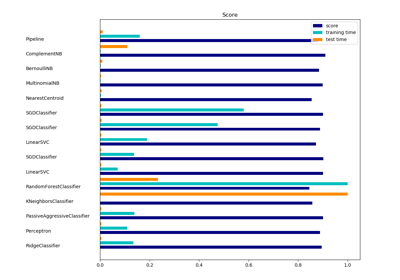 Score
score
training time
test time
Pipeline
ComplementNB
BernoulliNB
MultinomialNB
NearestCentroid
SGDClassifier
SGDClassifier
LinearSVC
SGDClassifier
LinearSVC
RandomForestClassifier
KNeighborsClassifier
PassiveAggressiveClassifier
Perceptron
RidgeClassifier
0.0 0.2 0.4 0.6 0.8 1.0